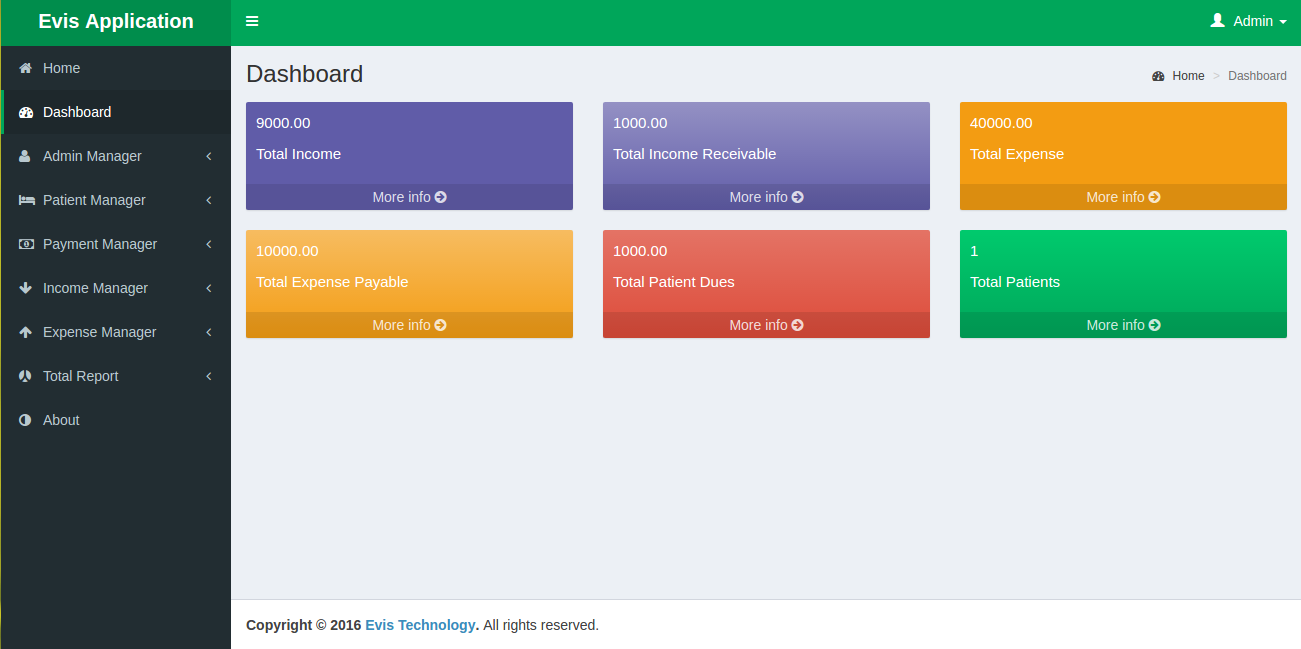 Evis Application
Admin
Home
Dashboard
Admin Manager
Patient Manager
Payment Manager
Income Manager
Expense Manager
Total Report
About
Dashboard
Home > Dashboard
9000.00
Total Income
More info
1000.00
Total Income Receivable
More info
40000.00
Total Expense
More info
10000.00
Total Expense Payable
More info
1000.00
Total Patient Dues
More info
1
Total Patients
More info
Copyright © 2016 Evis Technology. All rights reserved.